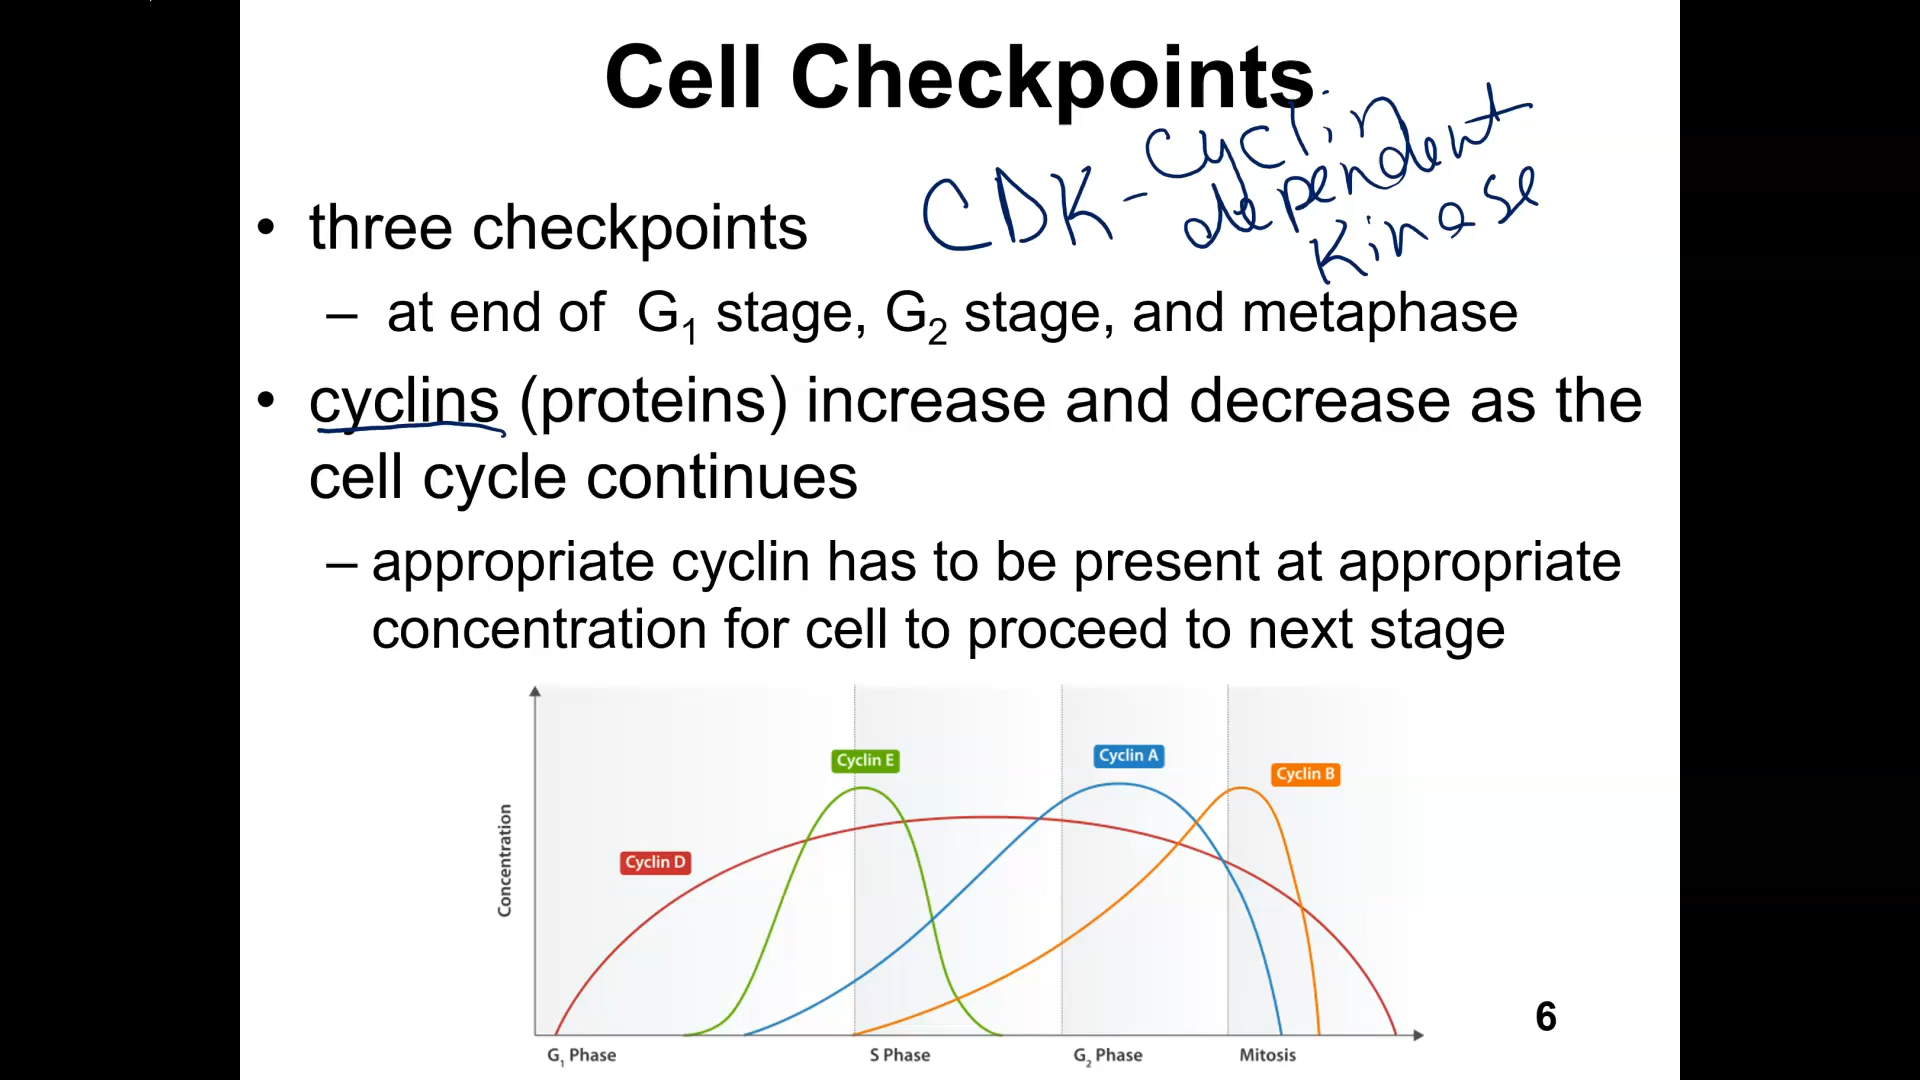 Cell Checkpoints
CDK - cyclin
dependent
Kinase
• three checkpoints
– at end of G₁ stage, G₂ stage, and metaphase
• cyclins (proteins) increase and decrease as the
cell cycle continues
– appropriate cyclin has to be present at appropriate
concentration for cell to proceed to next stage
Concentration
Cyclin D
Cyclin E
Cyclin A
Cyclin B
G₁ Phase
S Phase
G₂ Phase
Mitosis
6